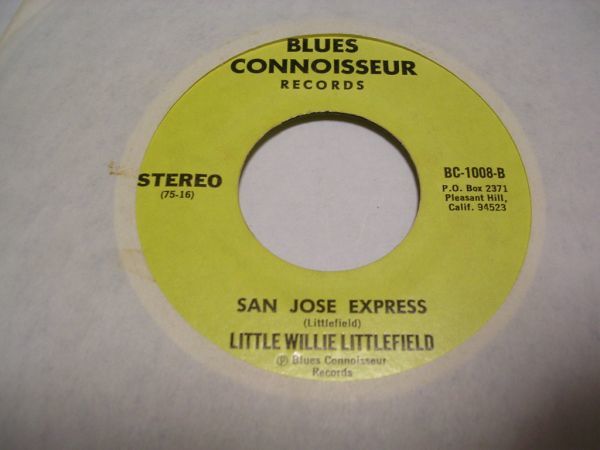 BLUES
CONNOISSEUR
RECORDS
STEREO
(75-16)
BC-1008-B
P.O. Box 2371
Pleasant Hill,
Calif. 94523
SAN JOSE EXPRESS
(Littlefield)
LITTLE WILLIE LITTLEFIELD
Ⓟ Blues Connoisseur
Records